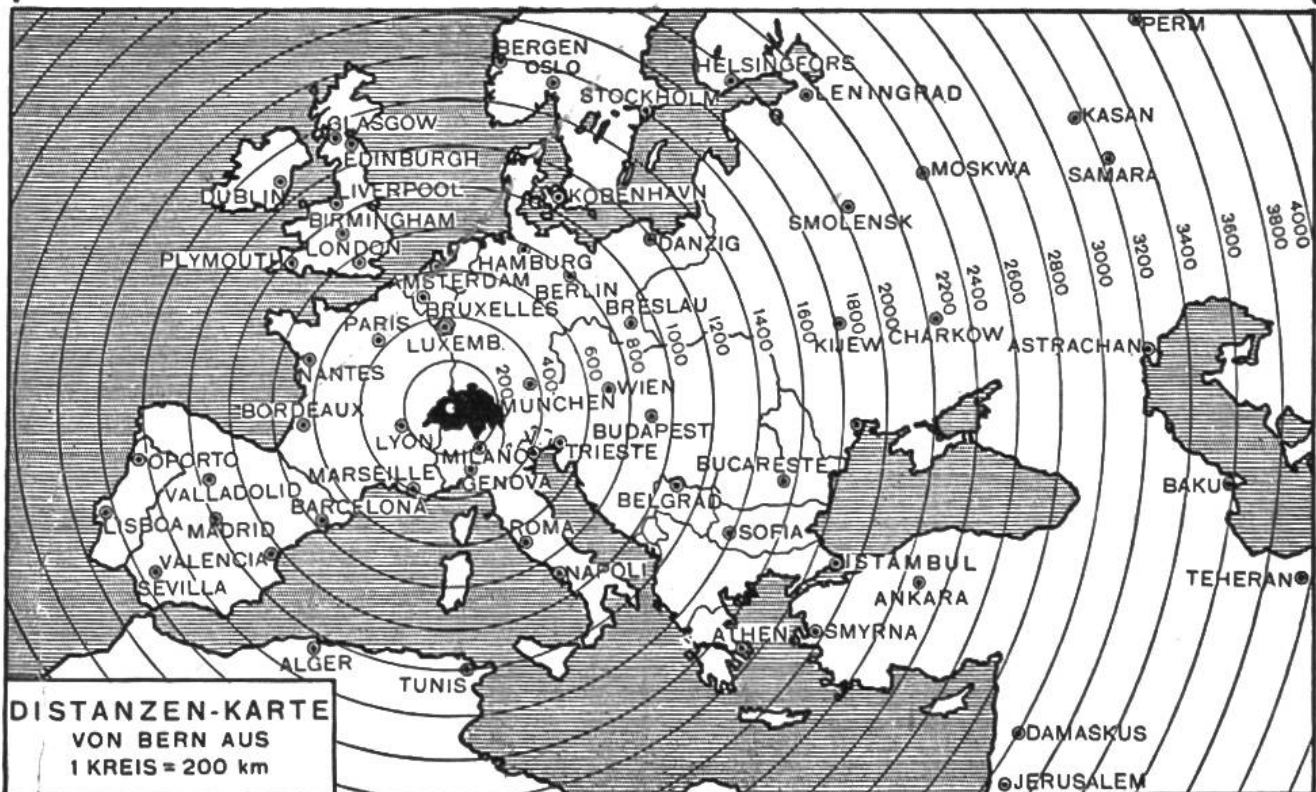 PERM
BERGEN
OSLO
HELSINGFORS
STOCKHOLM
LENINGRAD
KASAN
GLASGOW
EDINBURGH
MOSKWA
SAMARA
DUBLIN
LIVERPOOL
KOBENHAVN
SMOLENSK
BIRMINGHAM
DANZIG
PLYMOUTH
LONDON
HAMBURG
AMSTERDAM
BERLIN
BRUXELLES
BRESLAU
PARIS
LUXEMB.
KIJEW
CHARKOW
ASTRACHAN
NANTES
200
400
600
800
1000
1200
1400
1600
1800
2000
2200
2400
2600
2800
3000
3200
3400
3600
3800
4000
WIEN
MUNCHEN
BORDEAUX
LYON
BUDAPEST
MILANO
TRIESTE
OPORTO
MARSEILLE
GENOVA
BUCARESTE
VALLADOLID
BELGRAD
BAKU
BARCELONA
LISBOA
MADRID
ROMA
SOFIA
VALENCIA
ISTAMBUL
SEVILLA
NAPOLI
ANKARA
TEHERAN
ATHEN
SMYRNA
ALGER
TUNIS
DAMASKUS
JERUSALEM
DISTANZEN-KARTE
VON BERN AUS
1 KREIS = 200 km